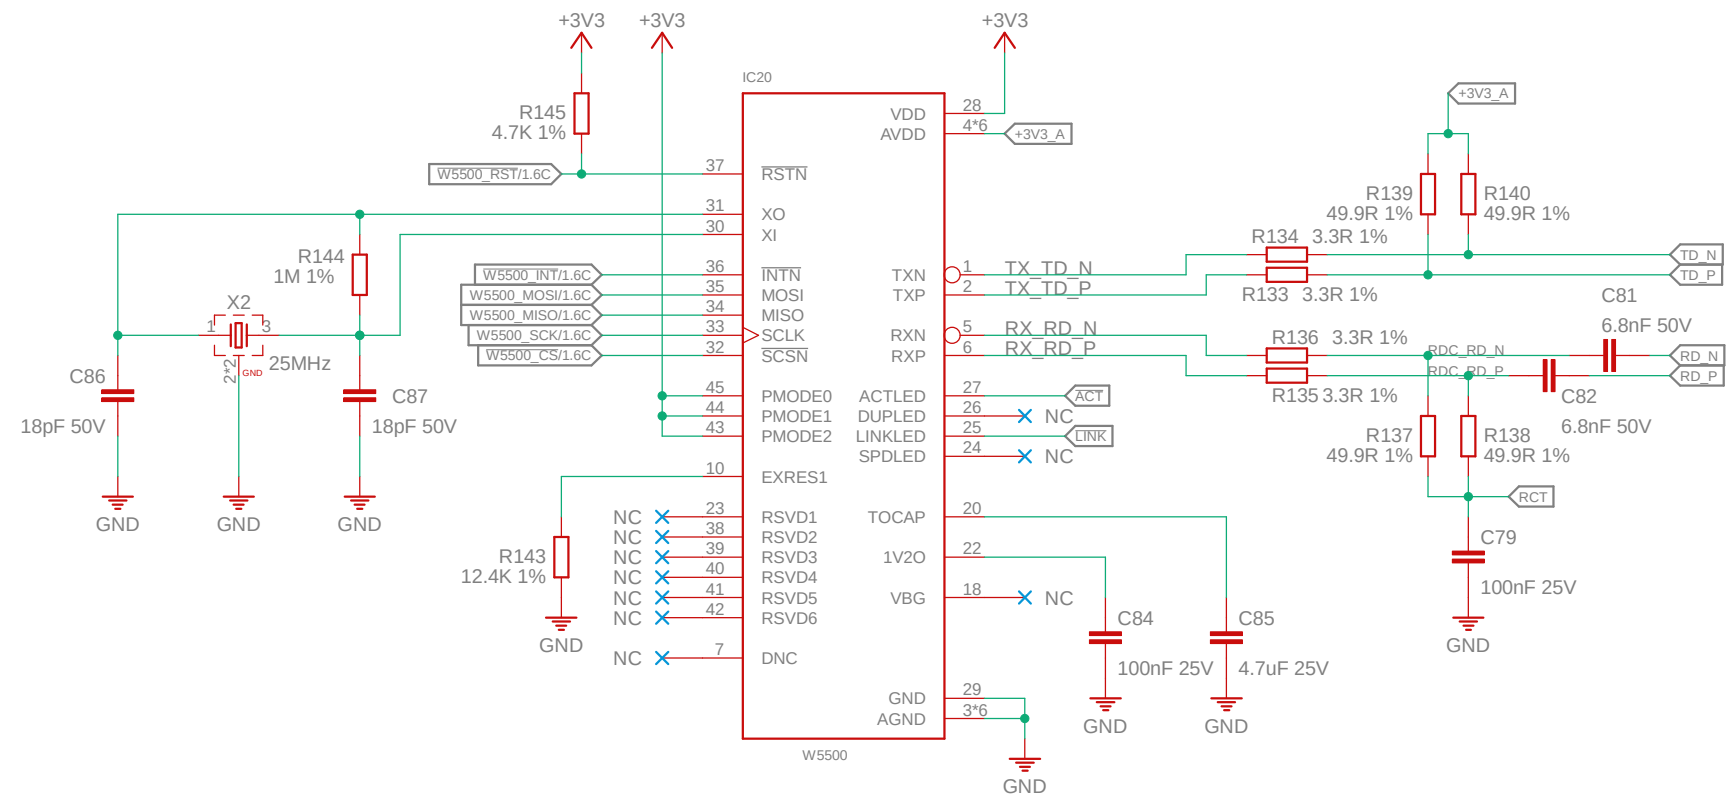 +3V3
+3V3
+3V3
IC20
+3V3_A
R145
4.7K 1%
VDD
28
AVDD
4*6
+3V3_A
W5500_RST/1.6C
37
RSTN
31
XO
30
XI
R139
49.9R 1%
R140
49.9R 1%
R134 3.3R 1%
R144
1M 1%
TD_N
TD_P
W5500_INT/1.6C
36
INTN
TXN
1
TX_TD_N
W5500_MOSI/1.6C
35
MOSI
TXP
2
TX_TD_P
R133 3.3R 1%
W5500_MISO/1.6C
34
MISO
W5500_SCK/1.6C
33
SCLK
RXN
5
RX_RD_N
W5500_CS/1.6C
32
SCSN
RXP
6
RX_RD_P
R136 3.3R 1%
C81
6.8nF 50V
RDC_RD_N
RD_N
RDC_RD_P
RD_P
R135 3.3R 1%
C82
6.8nF 50V
X2
1
3
25MHz
2*2
GND
C86
18pF 50V
C87
18pF 50V
45
PMODE0
44
PMODE1
43
PMODE2
ACTLED
27
ACT
DUPLED
26
NC
LINKLED
25
LINK
SPDLED
24
NC
R137
49.9R 1%
R138
49.9R 1%
RCT
10
EXRES1
GND
GND
GND
NC
23
RSVD1
NC
38
RSVD2
NC
39
RSVD3
NC
40
RSVD4
NC
41
RSVD5
NC
42
RSVD6
NC
7
DNC
R143
12.4K 1%
GND
TOCAP
20
1V2O
22
VBG
18
NC
C79
100nF 25V
GND
C84
100nF 25V
C85
4.7uF 25V
GND
29
AGND
3*6
GND
GND
W5500
GND